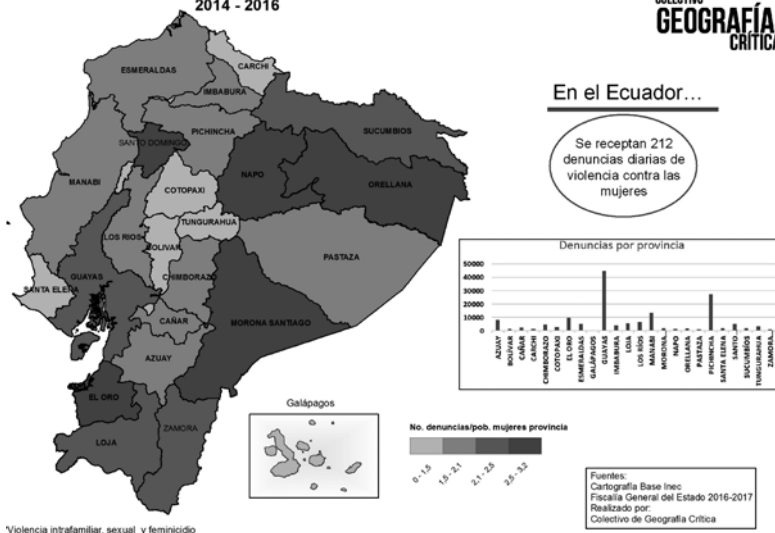 2014 - 2016
COLECTIVO
GEOGRAFÍA
CRÍTICA
ESMERALDAS
CARCHI
IMBABURA
PICHINCHA
SANTO DOMINGO
SUCUMBIOS
NAPO
ORELLANA
MANABI
COTOPAXI
TUNGURAHUA
LOS RIOS
BOLIVAR
PASTAZA
GUAYAS
CHIMBORAZO
SANTA ELENA
CAÑAR
MORONA SANTIAGO
AZUAY
EL ORO
LOJA
ZAMORA
En el Ecuador...
Se receptan 212
denuncias diarias de
violencia contra las
mujeres
Denuncias por provincia
50000
40000
30000
20000
10000
0
AZUAY
BOLÍVAR
CAÑAR
CARCHI
CHIMBORAZO
COTOPAXI
EL ORO
ESMERALDAS
GALÁPAGOS
GUAYAS
IMBABURA
LOJA
LOS RÍOS
MANABI
MORONA
NAPO
ORELLANA
PASTAZA
PICHINCHA
SANTA ELENA
SANTO
SUCUMBÍOS
TUNGURAHUA
ZAMORA
Galápagos
No. denuncias/pob. mujeres provincia
0 - 1,5
1,5 - 2,1
2,1 - 2,5
2,5 - 3,2
Fuentes:
Cartografía Base Inec
Fiscalía General del Estado 2016-2017
Realizado por:
Colectivo de Geografía Crítica
*Violencia intrafamiliar, sexual y feminicidio